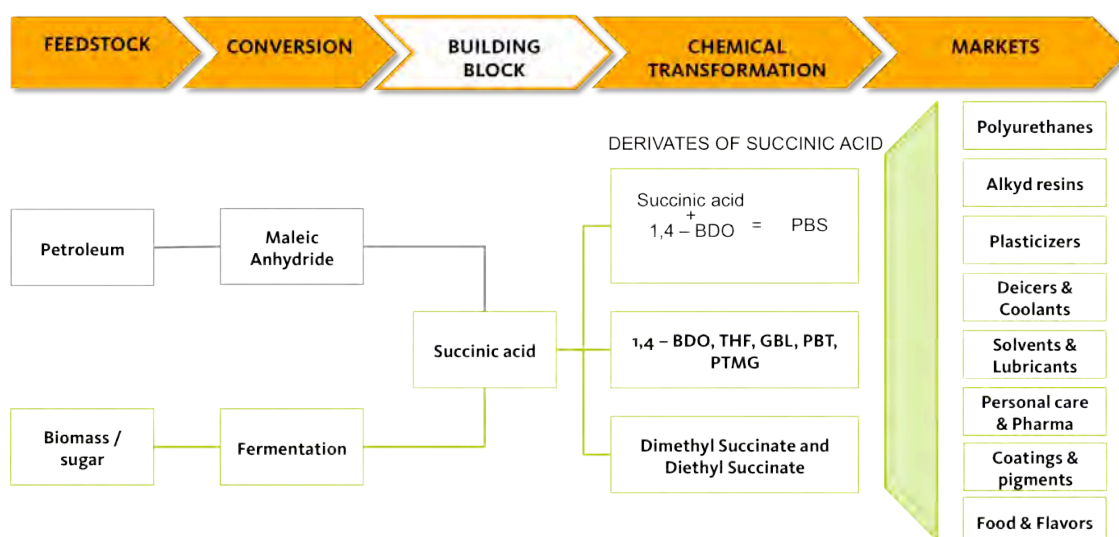 FEEDSTOCK
CONVERSION
BUILDING
BLOCK
CHEMICAL
TRANSFORMATION
MARKETS
DERIVATES OF SUCCINIC ACID
Petroleum
Maleic
Anhydride
Biomass /
sugar
Fermentation
Succinic acid
Succinic acid
+
1,4 – BDO = PBS
1,4 – BDO, THF, GBL, PBT,
PTMG
Dimethyl Succinate and
Diethyl Succinate
Polyurethanes
Alkyd resins
Plasticizers
Deicers &
Coolants
Solvents &
Lubricants
Personal care
& Pharma
Coatings &
pigments
Food & Flavors